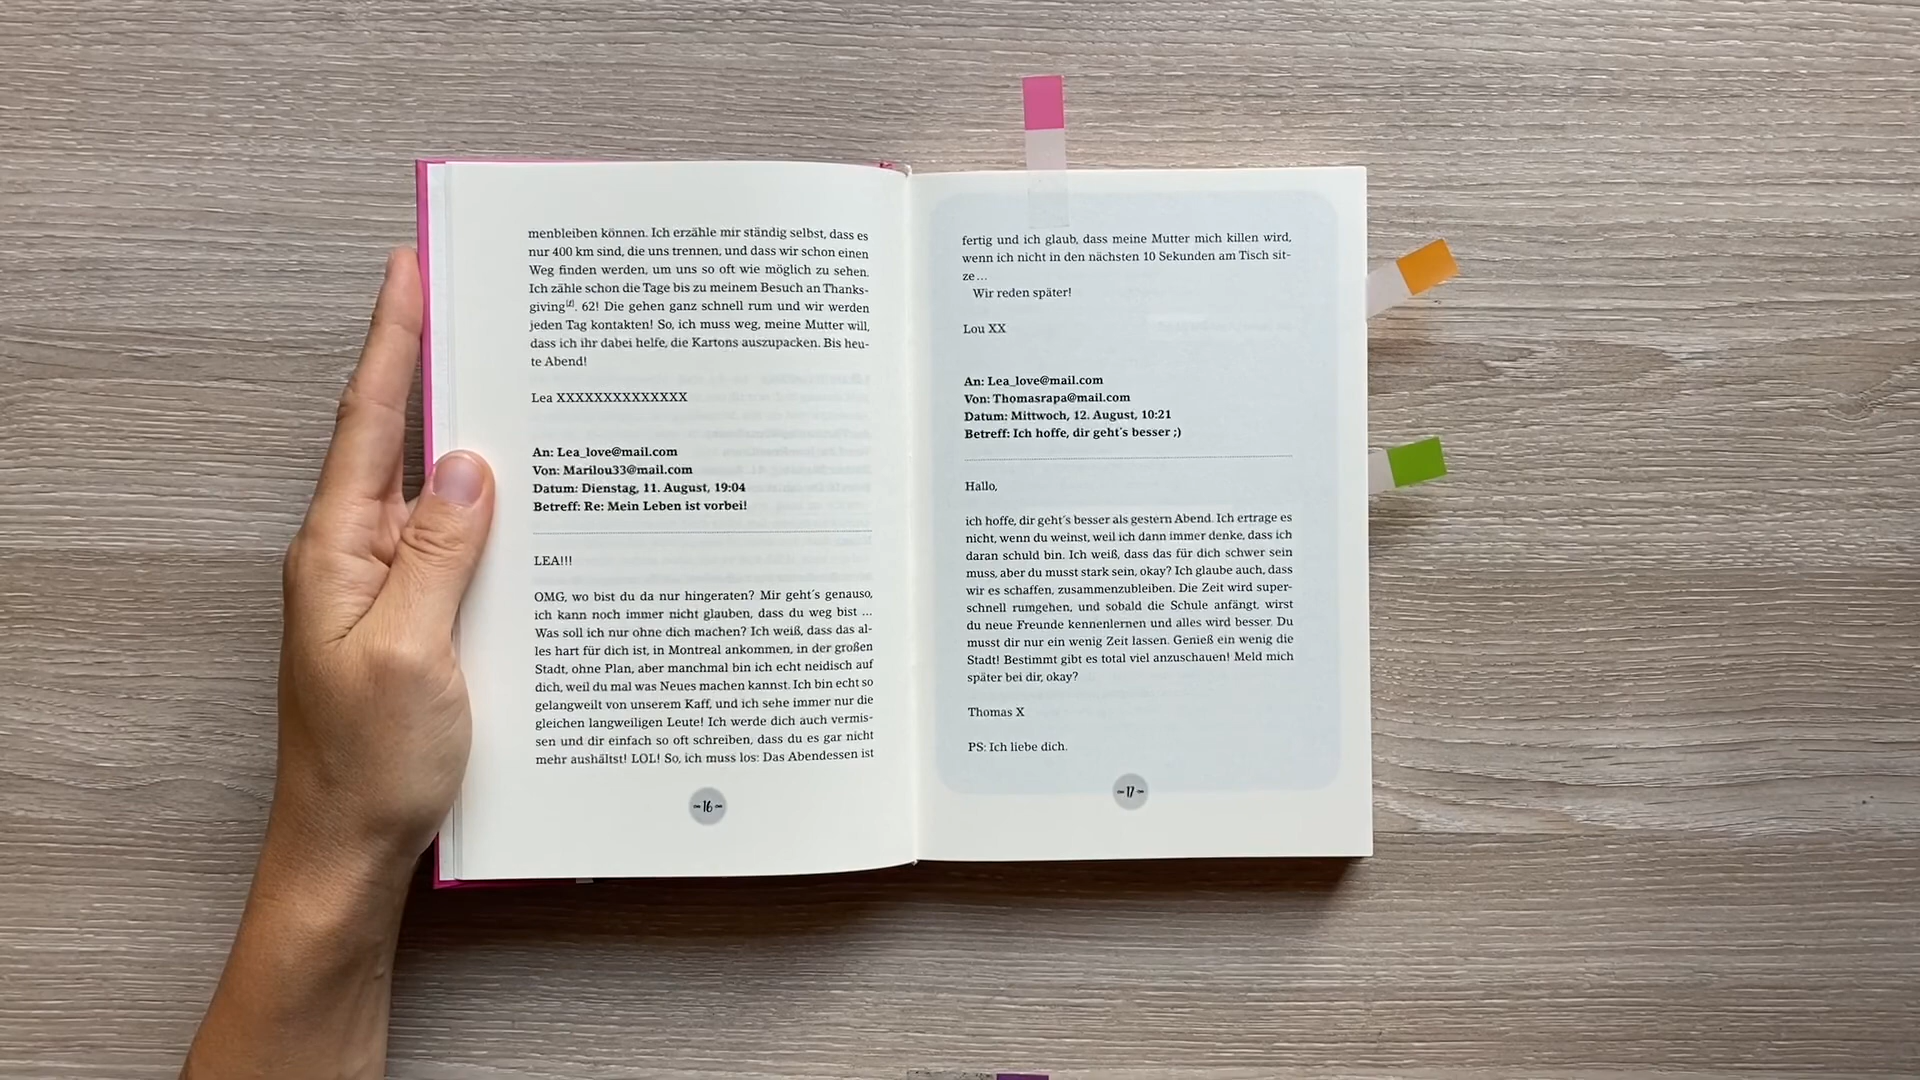 menbleiben können. Ich erzähle mir ständig selbst, dass es
nur 400 km sind, die uns trennen, und dass wir schon einen
Weg finden werden, um uns so oft wie möglich zu sehen.
Ich zähle schon die Tage bis zu meinem Besuch an Thanks-
giving. 62! Die gehen ganz schnell rum und wir werden
jeden Tag kontakten! So, ich muss weg, meine Mutter will,
dass ich ihr dabei helfe, die Kartons auszupacken. Bis heu-
te Abend!
Lea XXXXXXXXXXXXXX
An: Lea_love@mail.com
Von: Marilou33@mail.com
Datum: Dienstag, 11. August, 19:04
Betreff: Re: Mein Leben ist vorbei!
LEA!!!
OMG, wo bist du da nur hingeraten? Mir geht´s genauso,
ich kann noch immer nicht glauben, dass du weg bist ...
Was soll ich nur ohne dich machen? Ich weiß, dass das al-
les hart für dich ist, in Montreal ankommen, in der großen
Stadt, ohne Plan, aber manchmal bin ich echt neidisch auf
dich, weil du mal was Neues machen kannst. Ich bin echt so
gelangweilt von unserem Kaff, und ich sehe immer nur die
gleichen langweiligen Leute! Ich werde dich auch vermis-
sen und dir einfach so oft schreiben, dass du es gar nicht
mehr aushältst! LOL! So, ich muss los: Das Abendessen ist
-16-
fertig und ich glaub, dass meine Mutter mich killen wird,
wenn ich nicht in den nächsten 10 Sekunden am Tisch sit-
ze ...
Wir reden später!
Lou XX
An: Lea_love@mail.com
Von: Thomasrapa@mail.com
Datum: Mittwoch, 12. August, 10:21
Betreff: Ich hoffe, dir geht´s besser ;)
Hallo,
ich hoffe, dir geht´s besser als gestern Abend. Ich ertrage es
nicht, wenn du weinst, weil ich dann immer denke, dass ich
daran schuld bin. Ich weiß, dass das für dich schwer sein
muss, aber du musst stark sein, okay? Ich glaube auch, dass
wir es schaffen, zusammenzubleiben. Die Zeit wird super-
schnell rumgehen, und sobald die Schule anfängt, wirst
du neue Freunde kennenlernen und alles wird besser. Du
musst dir nur ein wenig Zeit lassen. Genieß ein wenig die
Stadt! Bestimmt gibt es total viel anzuschauen! Meld mich
später bei dir, okay?
Thomas X
PS: Ich liebe dich.
-17-